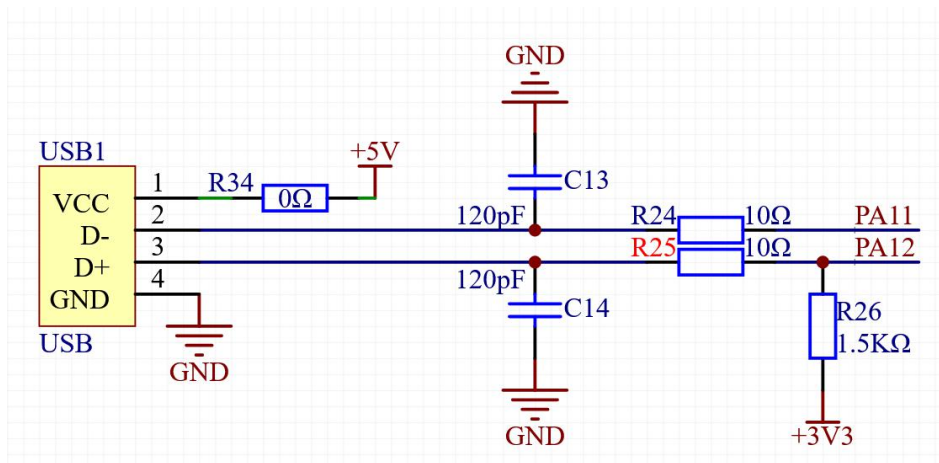 GND
USB1
+5V
1
R34
0Ω
C13
VCC
2
120pF
R24
10Ω
PA11
D-
3
R25
10Ω
PA12
D+
4
120pF
GND
C14
R26
1.5KΩ
USB
GND
GND
+3V3